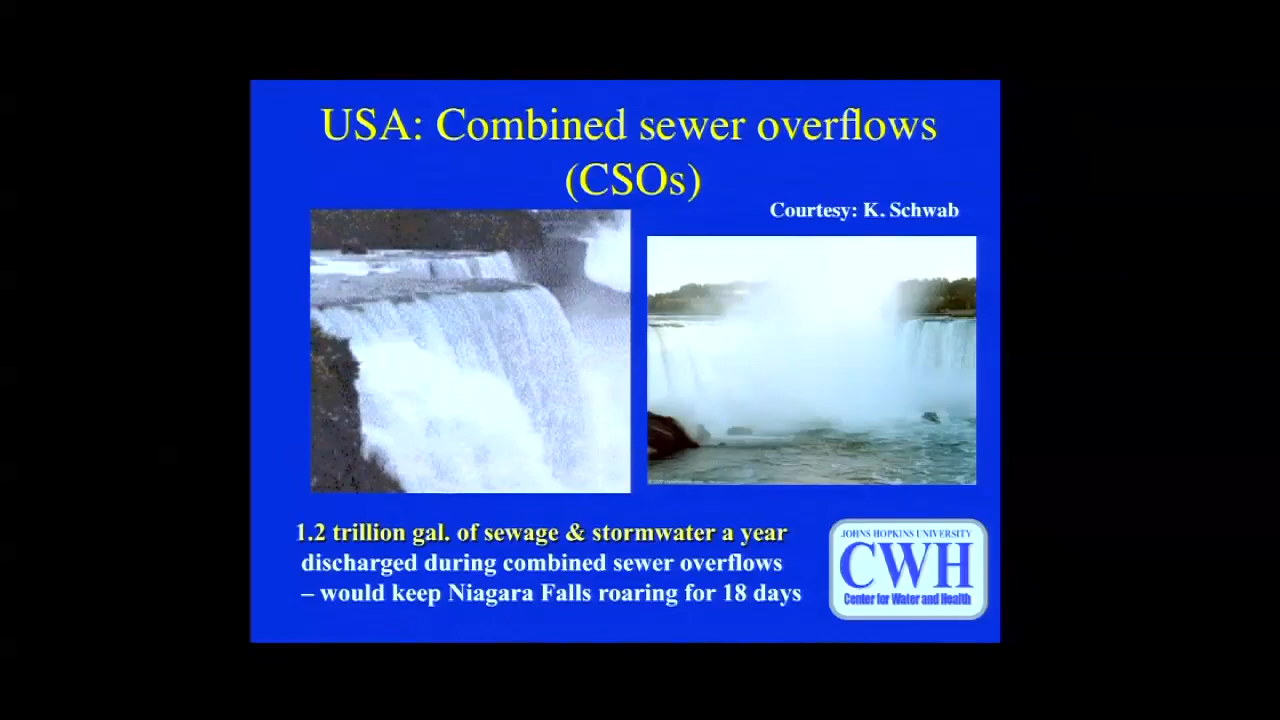 USA: Combined sewer overflows
(CSOs)
Courtesy: K. Schwab
1.2 trillion gal. of sewage & stormwater a year
discharged during combined sewer overflows
– would keep Niagara Falls roaring for 18 days
JOHNS HOPKINS UNIVERSITY
CWH
Center for Water and Health